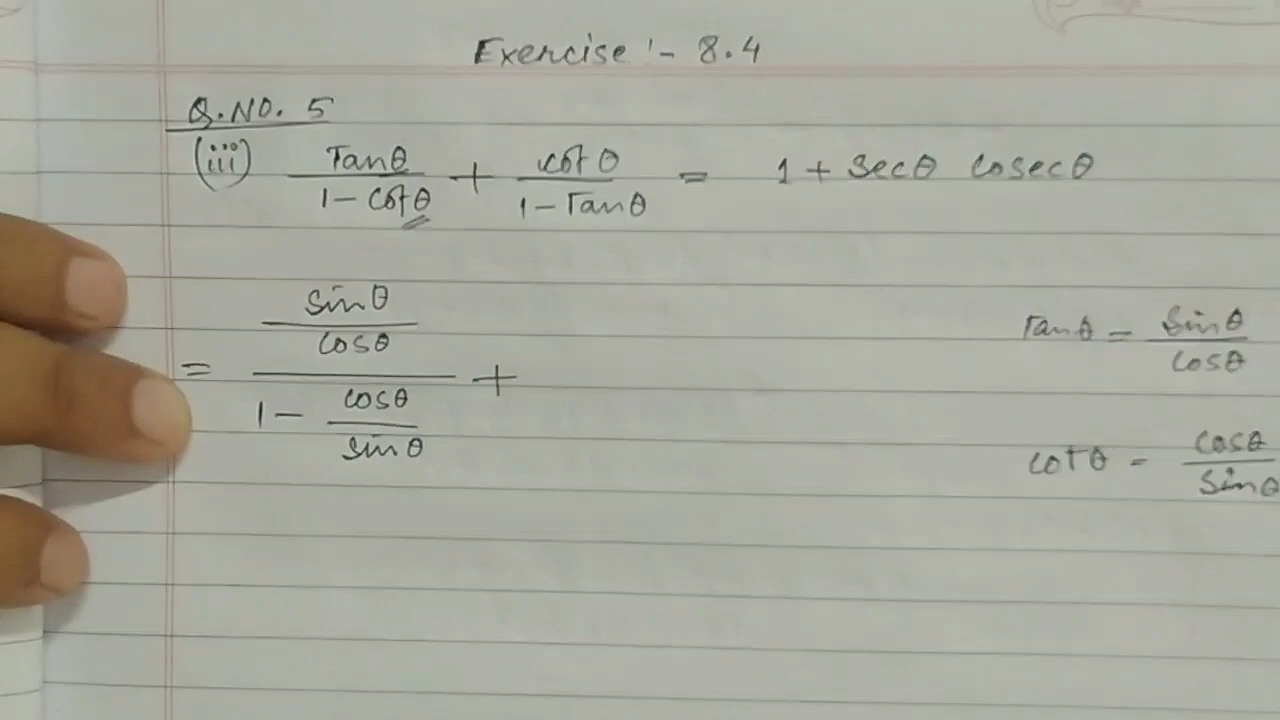 Exercise :- 8.4
Q.NO. 5
(iii) Tanθ / 1 - Cotθ + cot θ / 1 - Tanθ = 1 + Secθ Cosecθ
= sinθ / cosθ / 1 - cosθ / sinθ +
Tanθ = Sinθ / Cosθ
Cotθ = Cosθ / Sinθ